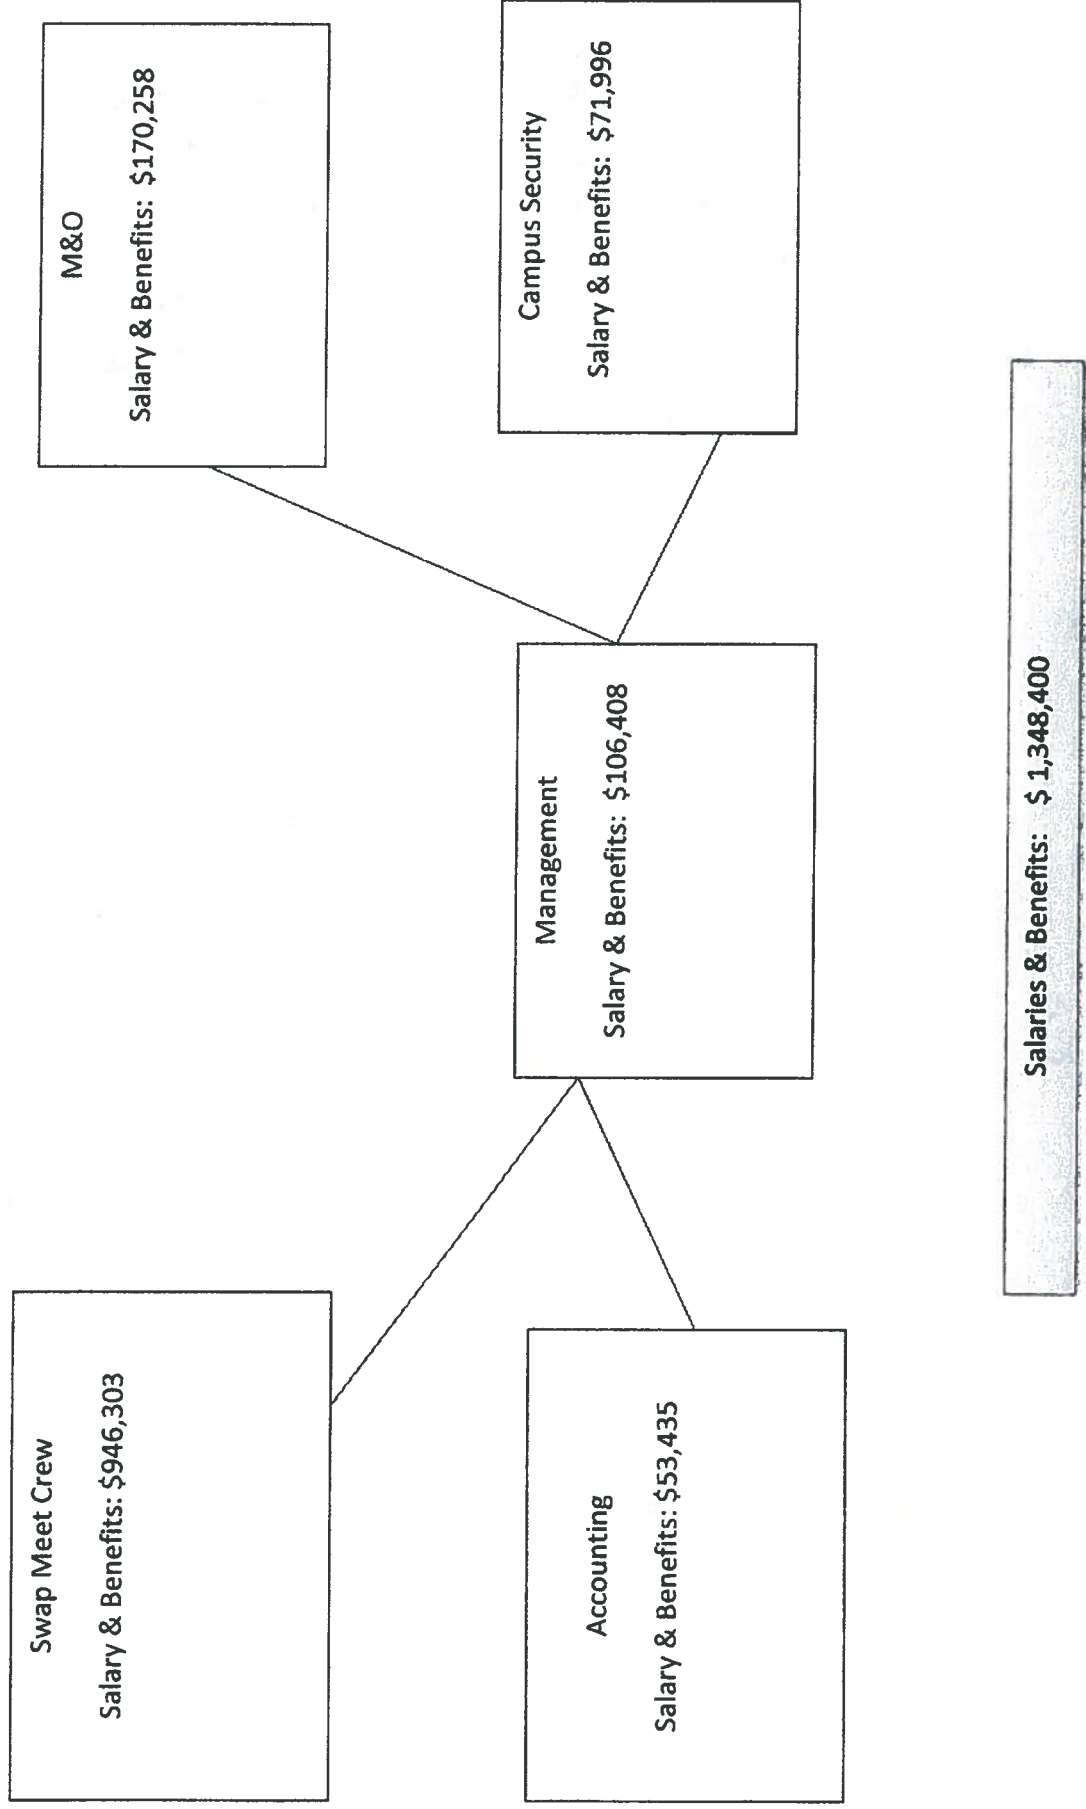 Swap Meet Crew
Salary & Benefits: $946,303
M&O
Salary & Benefits: $170,258
Accounting
Salary & Benefits: $53,435
Management
Salary & Benefits: $106,408
Campus Security
Salary & Benefits: $71,996
Salaries & Benefits: $ 1,348,400